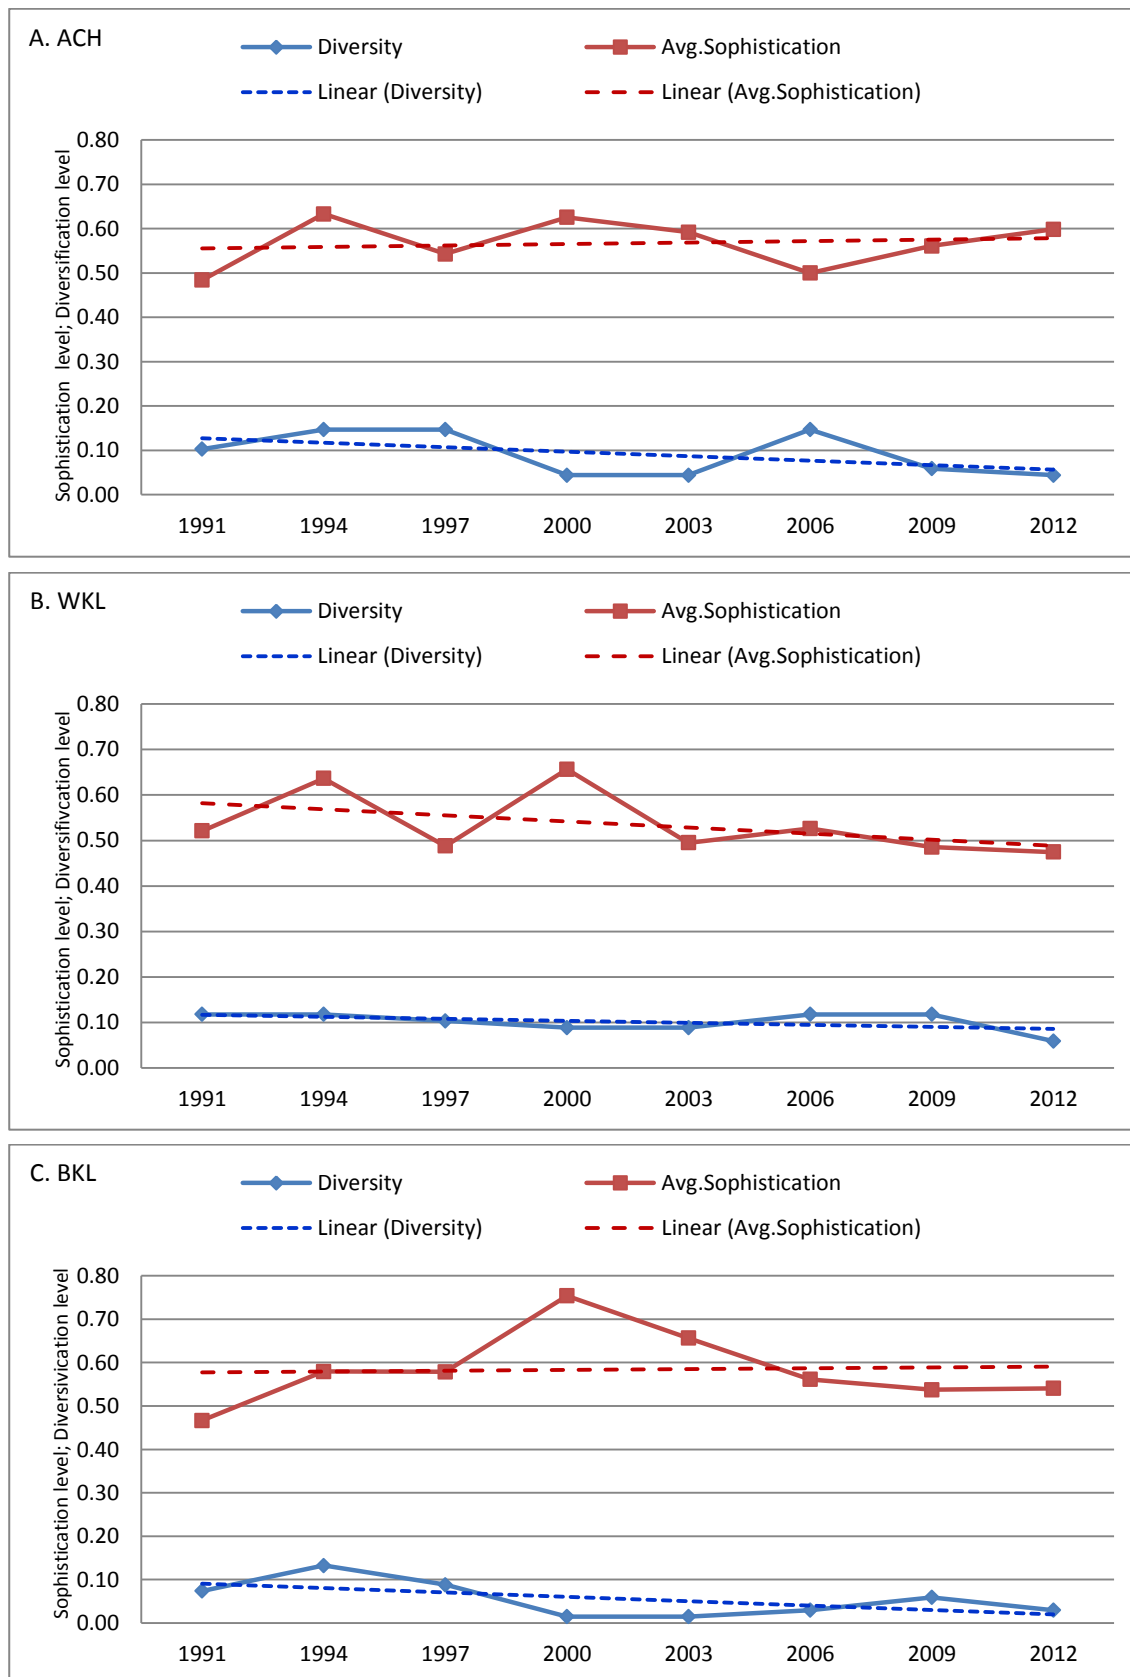 A. ACH
Diversity
Avg.Sophistication
Linear (Diversity)
Linear (Avg.Sophistication)
Sophistication level; Diversification level
0.80
0.70
0.60
0.50
0.40
0.30
0.20
0.10
0.00
1991 1994 1997 2000 2003 2006 2009 2012
B. WKL
Diversity
Avg.Sophistication
Linear (Diversity)
Linear (Avg.Sophistication)
Sophistication level; Diversifivcation level
0.80
0.70
0.60
0.50
0.40
0.30
0.20
0.10
0.00
1991 1994 1997 2000 2003 2006 2009 2012
C. BKL
Diversity
Avg.Sophistication
Linear (Diversity)
Linear (Avg.Sophistication)
Sophistication level; Diversivication level
0.80
0.70
0.60
0.50
0.40
0.30
0.20
0.10
0.00
1991 1994 1997 2000 2003 2006 2009 2012